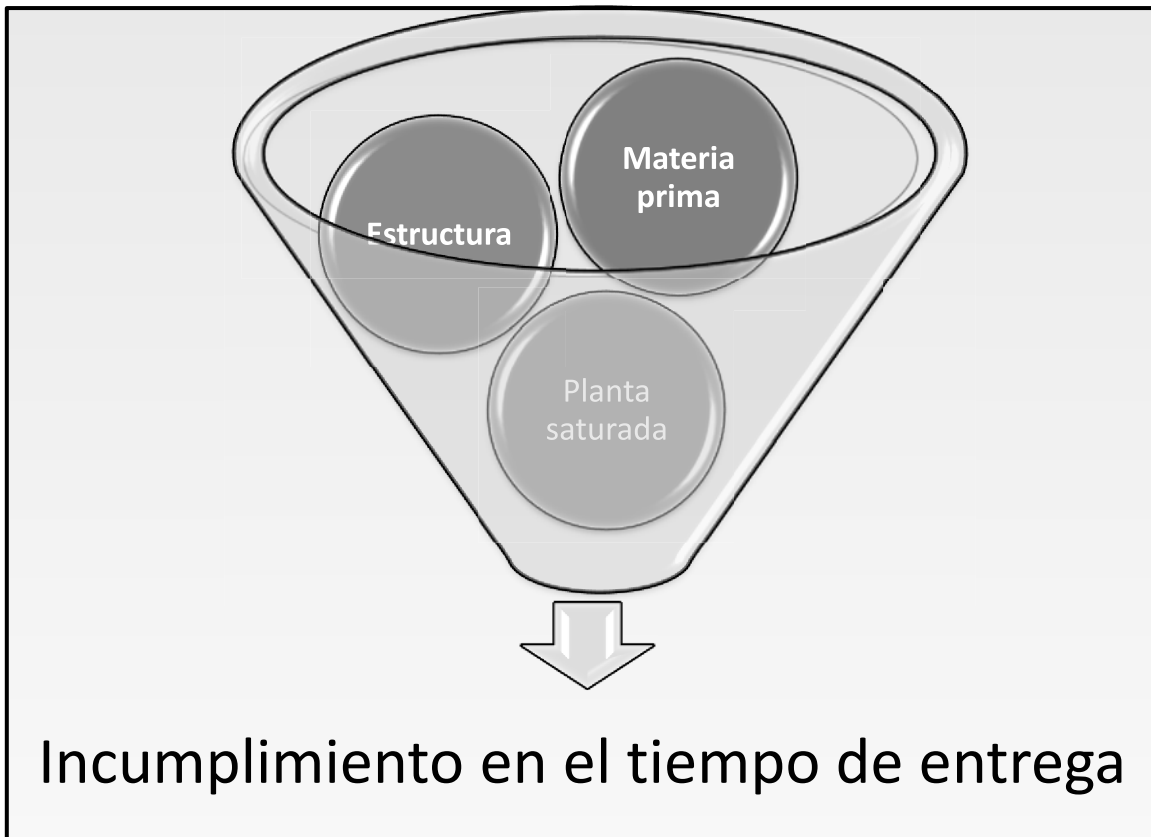 Materia
prima
Estructura
Planta
saturada
Incumplimiento en el tiempo de entrega